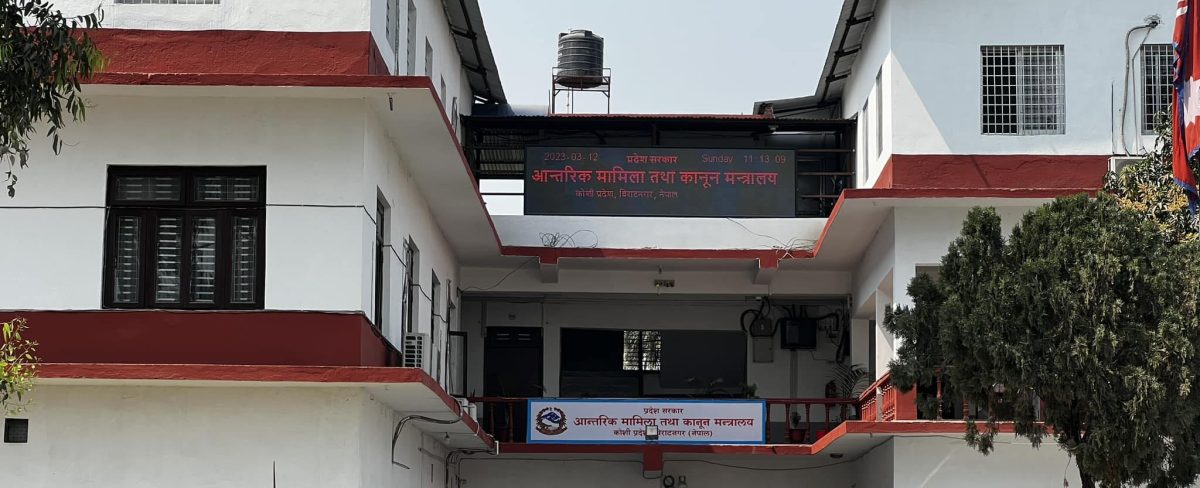 2023-03-12 प्रदेश सरकार Sunday 11 13 09
आन्तरिक मामिला तथा कानून मन्त्रालय
कोशी प्रदेश, बिराटनगर, नेपाल
प्रदेश सरकार
आन्तरिक मामिला तथा कानून मन्त्रालय
कोशी प्रदेश, बिराटनगर (नेपाल)